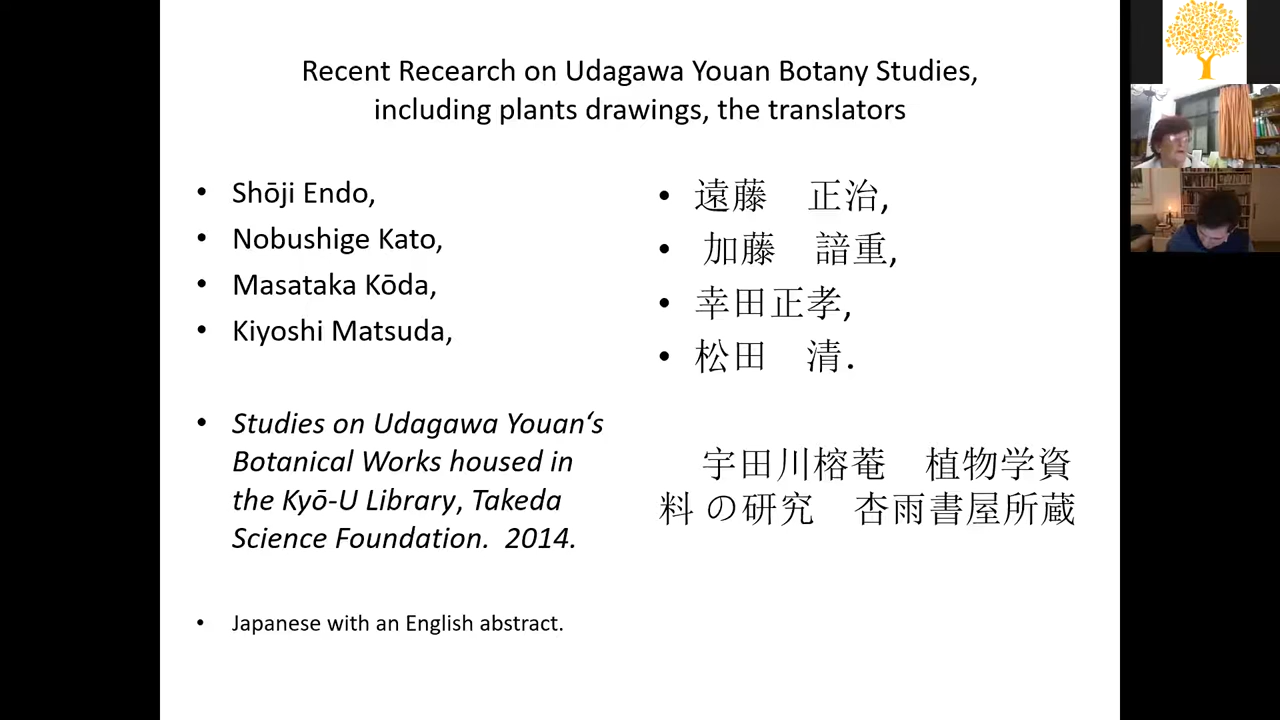 Recent Recearch on Udagawa Youan Botany Studies,
including plants drawings, the translators
• Shōji Endo,
• Nobushige Kato,
• Masataka Kōda,
• Kiyoshi Matsuda,
• Studies on Udagawa Youan‘s
Botanical Works housed in
the Kyō-U Library, Takeda
Science Foundation. 2014.
• Japanese with an English abstract.
• 遠藤　正治,
• 加藤　諳重,
• 幸田正孝,
• 松田　清.
宇田川榕菴　植物学資
料 の研究　杏雨書屋所蔵